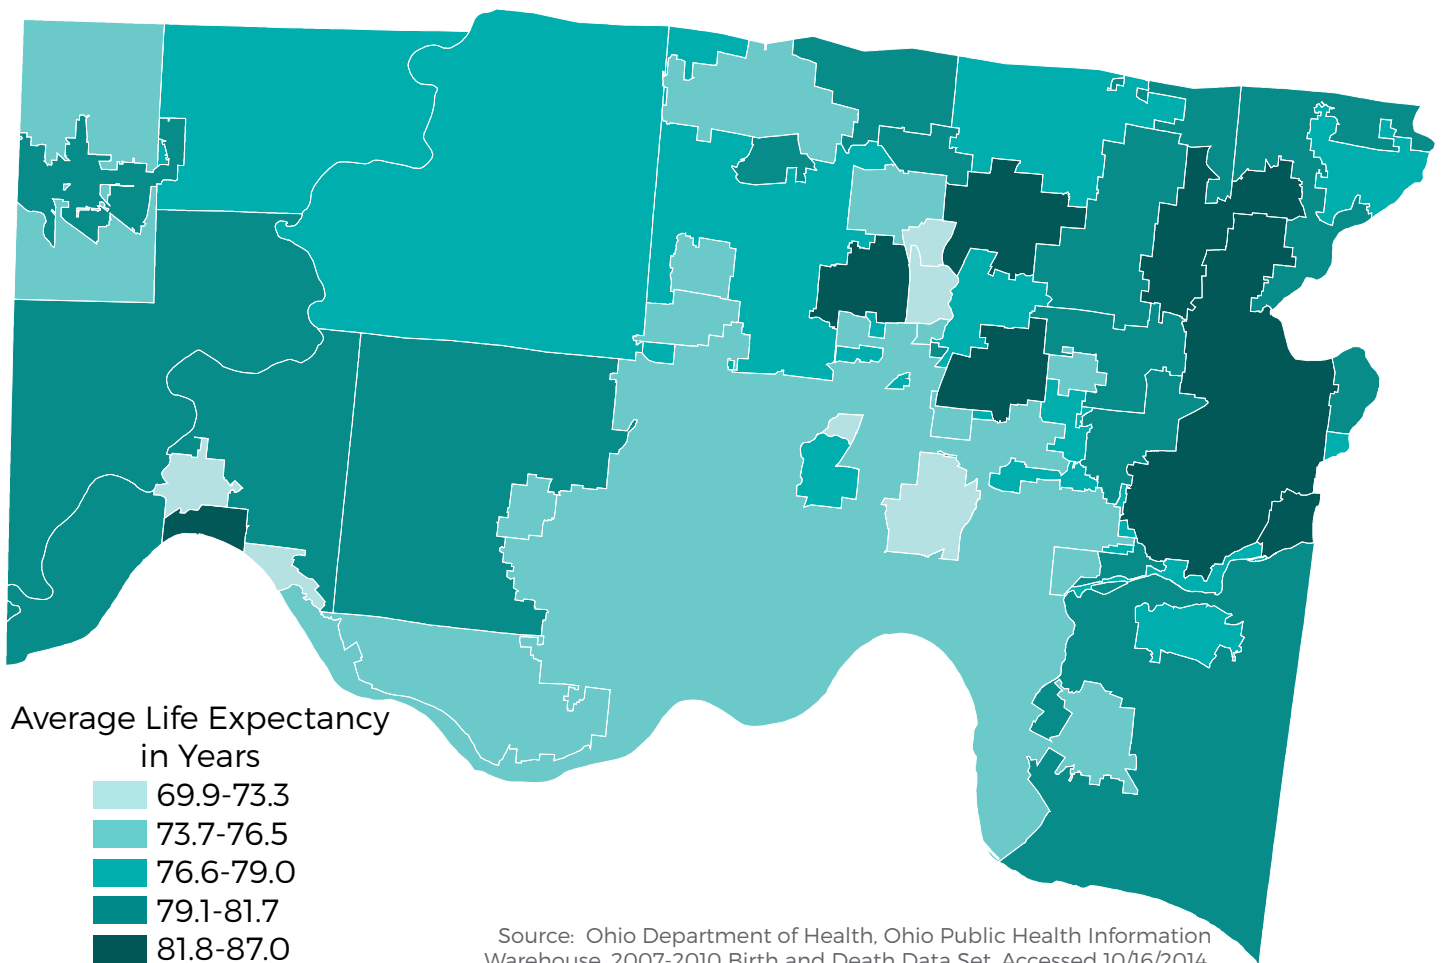 Average Life Expectancy
in Years
69.9-73.3
73.7-76.5
76.6-79.0
79.1-81.7
81.8-87.0
Source:  Ohio Department of Health, Ohio Public Health Information
Warehouse, 2007-2010 Birth and Death Data Set, Accessed 10/16/2014.